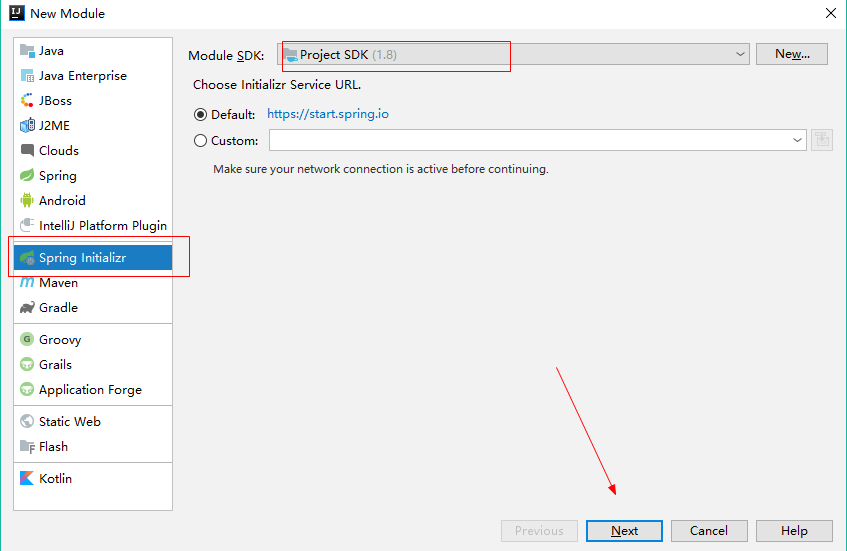 New Module
Java
Java Enterprise
JBoss
J2ME
Clouds
Spring
Android
IntelliJ Platform Plugin
Spring Initializr
Maven
Gradle
Groovy
Grails
Application Forge
Static Web
Flash
Kotlin
Module SDK: Project SDK (1.8) New...
Choose Initializr Service URL.
Default: https://start.spring.io
Custom:
Make sure your network connection is active before continuing.
Previous Next Cancel Help